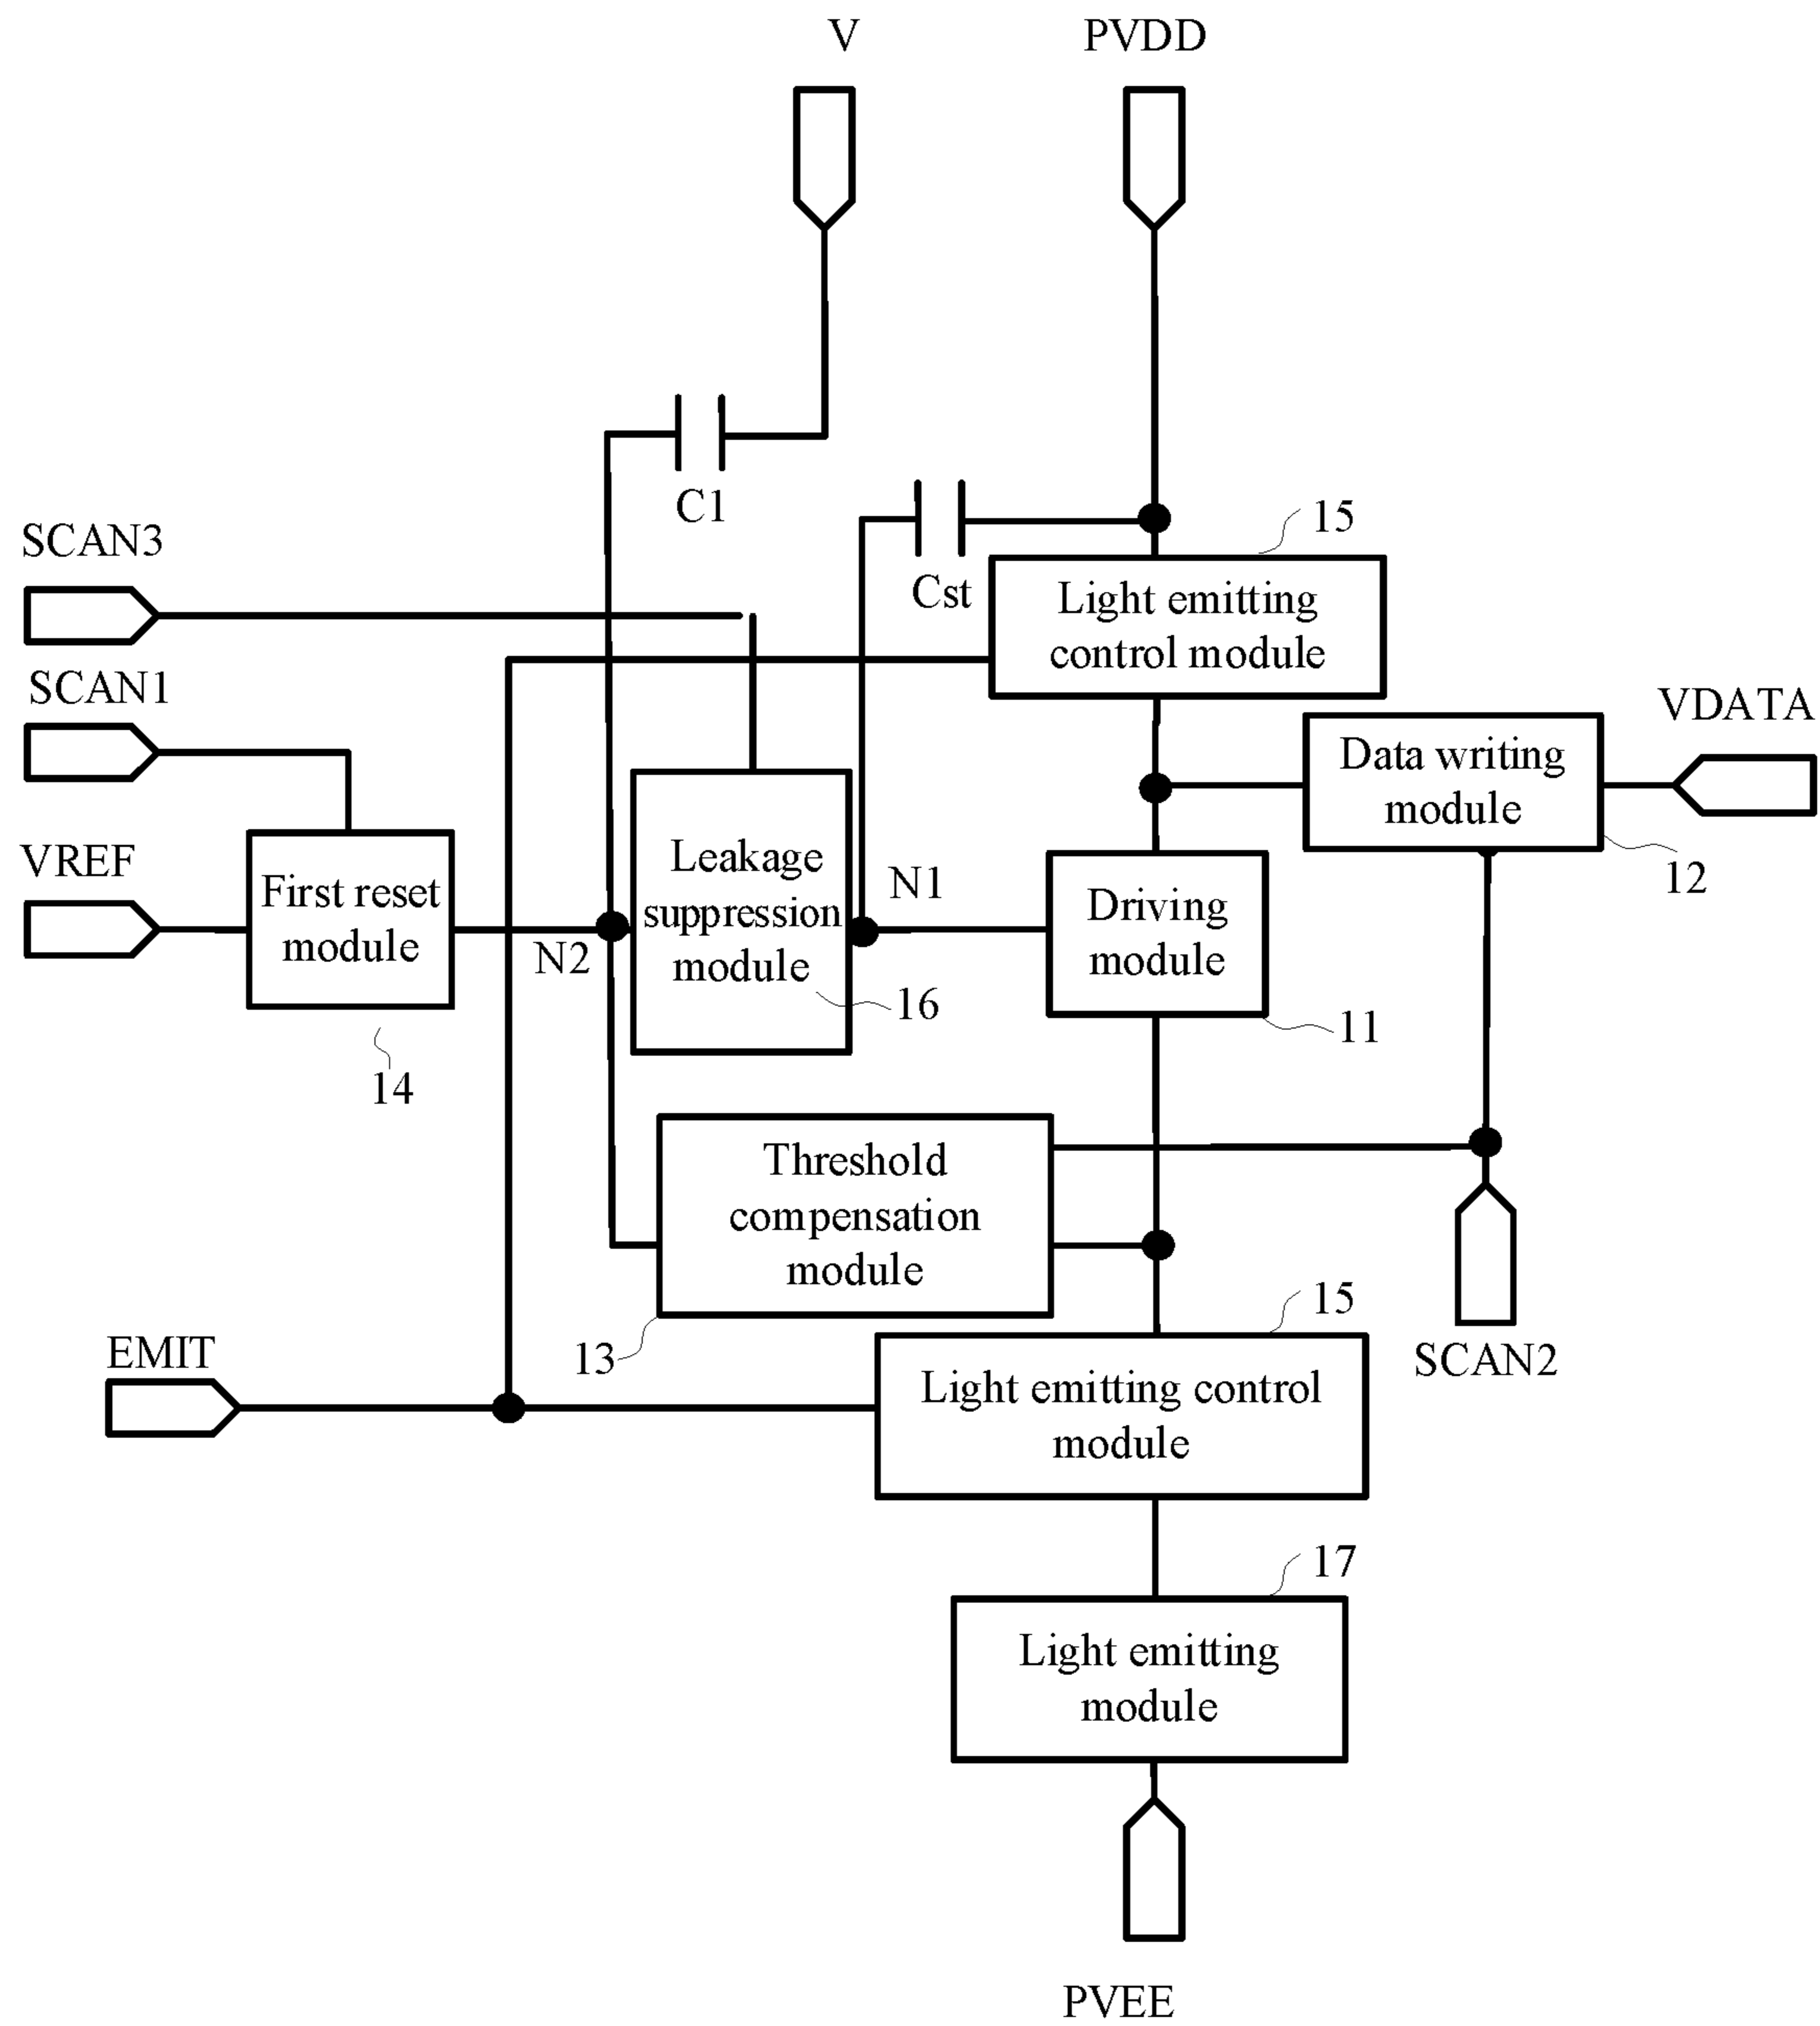 V
PVDD
C1
15
SCAN3
Cst
Light emitting
control module
SCAN1
VDATA
Data writing
module
VREF
First reset
module
N2
Leakage
suppression
module
N1
Driving
module
12
16
11
14
Threshold
compensation
module
15
13
EMIT
SCAN2
Light emitting control
module
17
Light emitting
module
PVEE